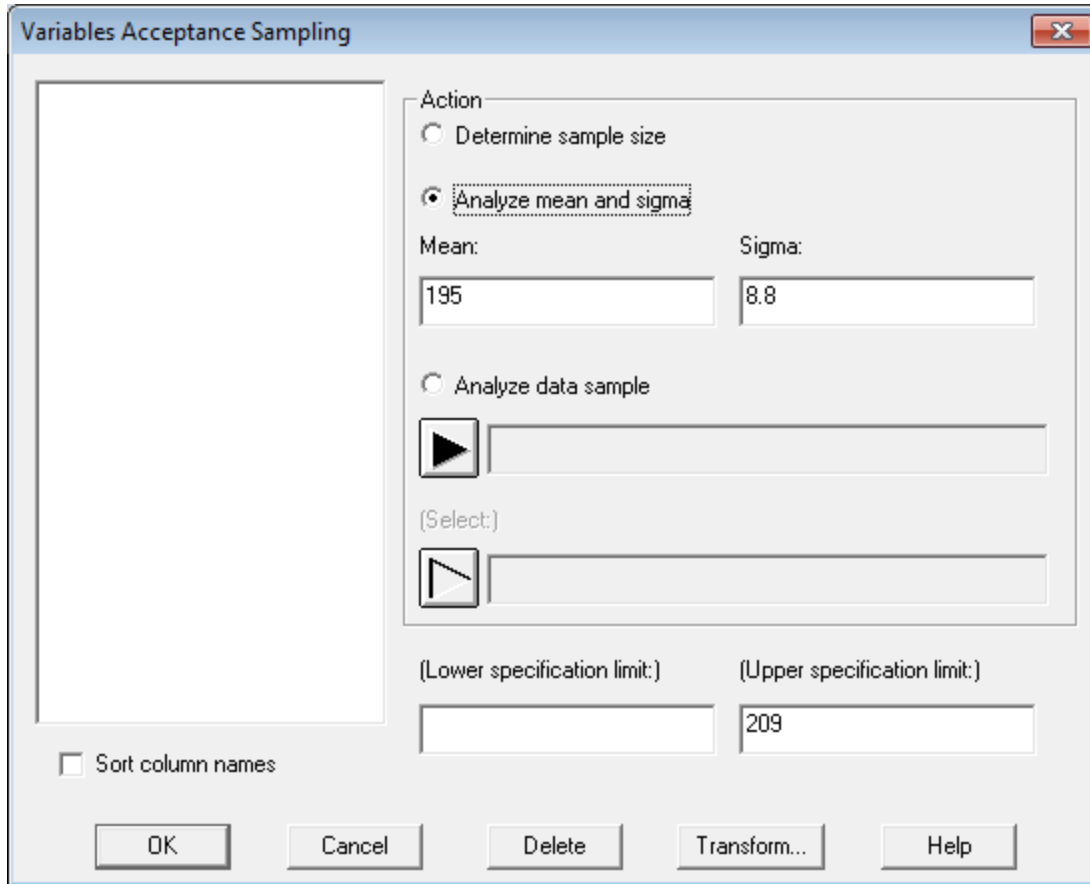 Variables Acceptance Sampling
Action
Determine sample size
Analyze mean and sigma
Mean: Sigma:
195 8.8
Analyze data sample
(Select:)
(Lower specification limit:) (Upper specification limit:)
209
Sort column names
OK Cancel Delete Transform... Help